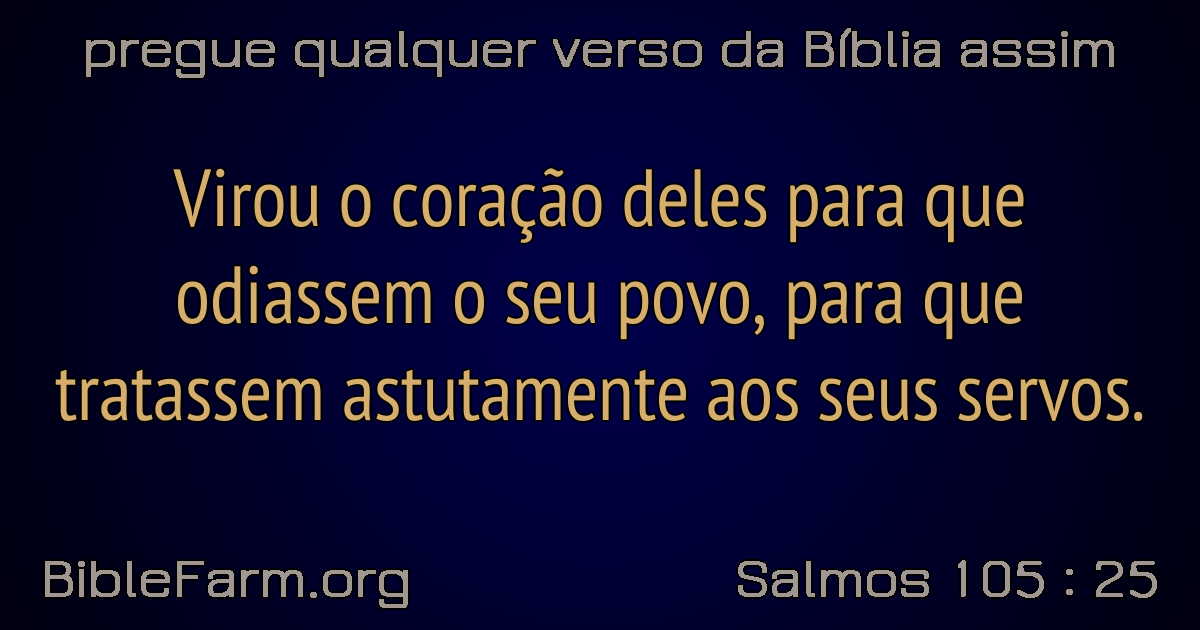 pregue qualquer verso da Bíblia assim
Virou o coração deles para que
odiassem o seu povo, para que
tratassem astutamente aos seus servos.
BibleFarm.org
Salmos 105 : 25